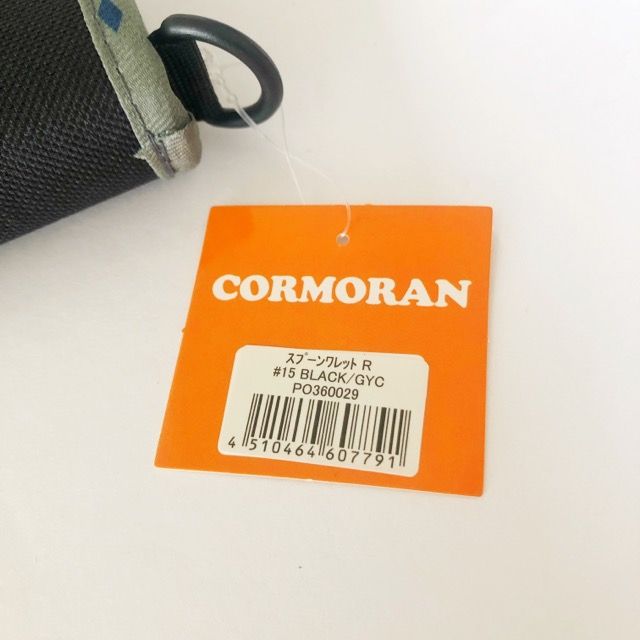 CORMORAN
ｽﾌﾟｰﾝﾜﾚｯﾄ R
#15 BLACK/GYC
PO360029
4 510464 607791